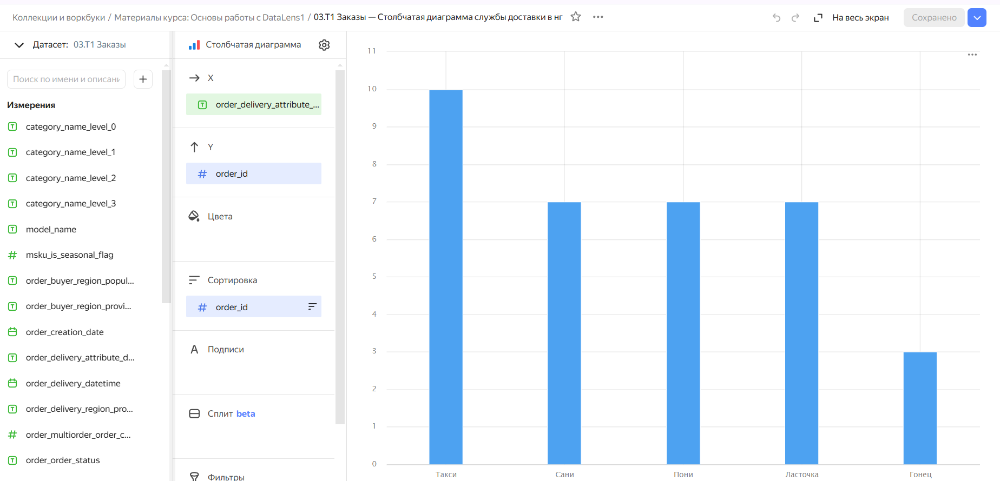 Коллекции и воркбуки / Материалы курса: Основы работы с DataLens1 / 03.Т1 Заказы — Столбчатая диаграмма службы доставки в нг
На весь экран
Сохранено
Датасет: 03.Т1 Заказы
Поиск по имени и описани
Измерения
category_name_level_0
category_name_level_1
category_name_level_2
category_name_level_3
model_name
msku_is_seasonal_flag
order_buyer_region_popul...
order_buyer_region_provi...
order_creation_date
order_delivery_attribute_d...
order_delivery_datetime
order_delivery_region_pro...
order_multiorder_order_c...
order_order_status
Столбчатая диаграмма
X
order_delivery_attribute_...
Y
order_id
Цвета
Сортировка
order_id
Подписи
Сплит beta
Фильтры
11
10
9
8
7
6
5
4
3
2
1
0
Такси
Сани
Пони
Ласточка
Гонец